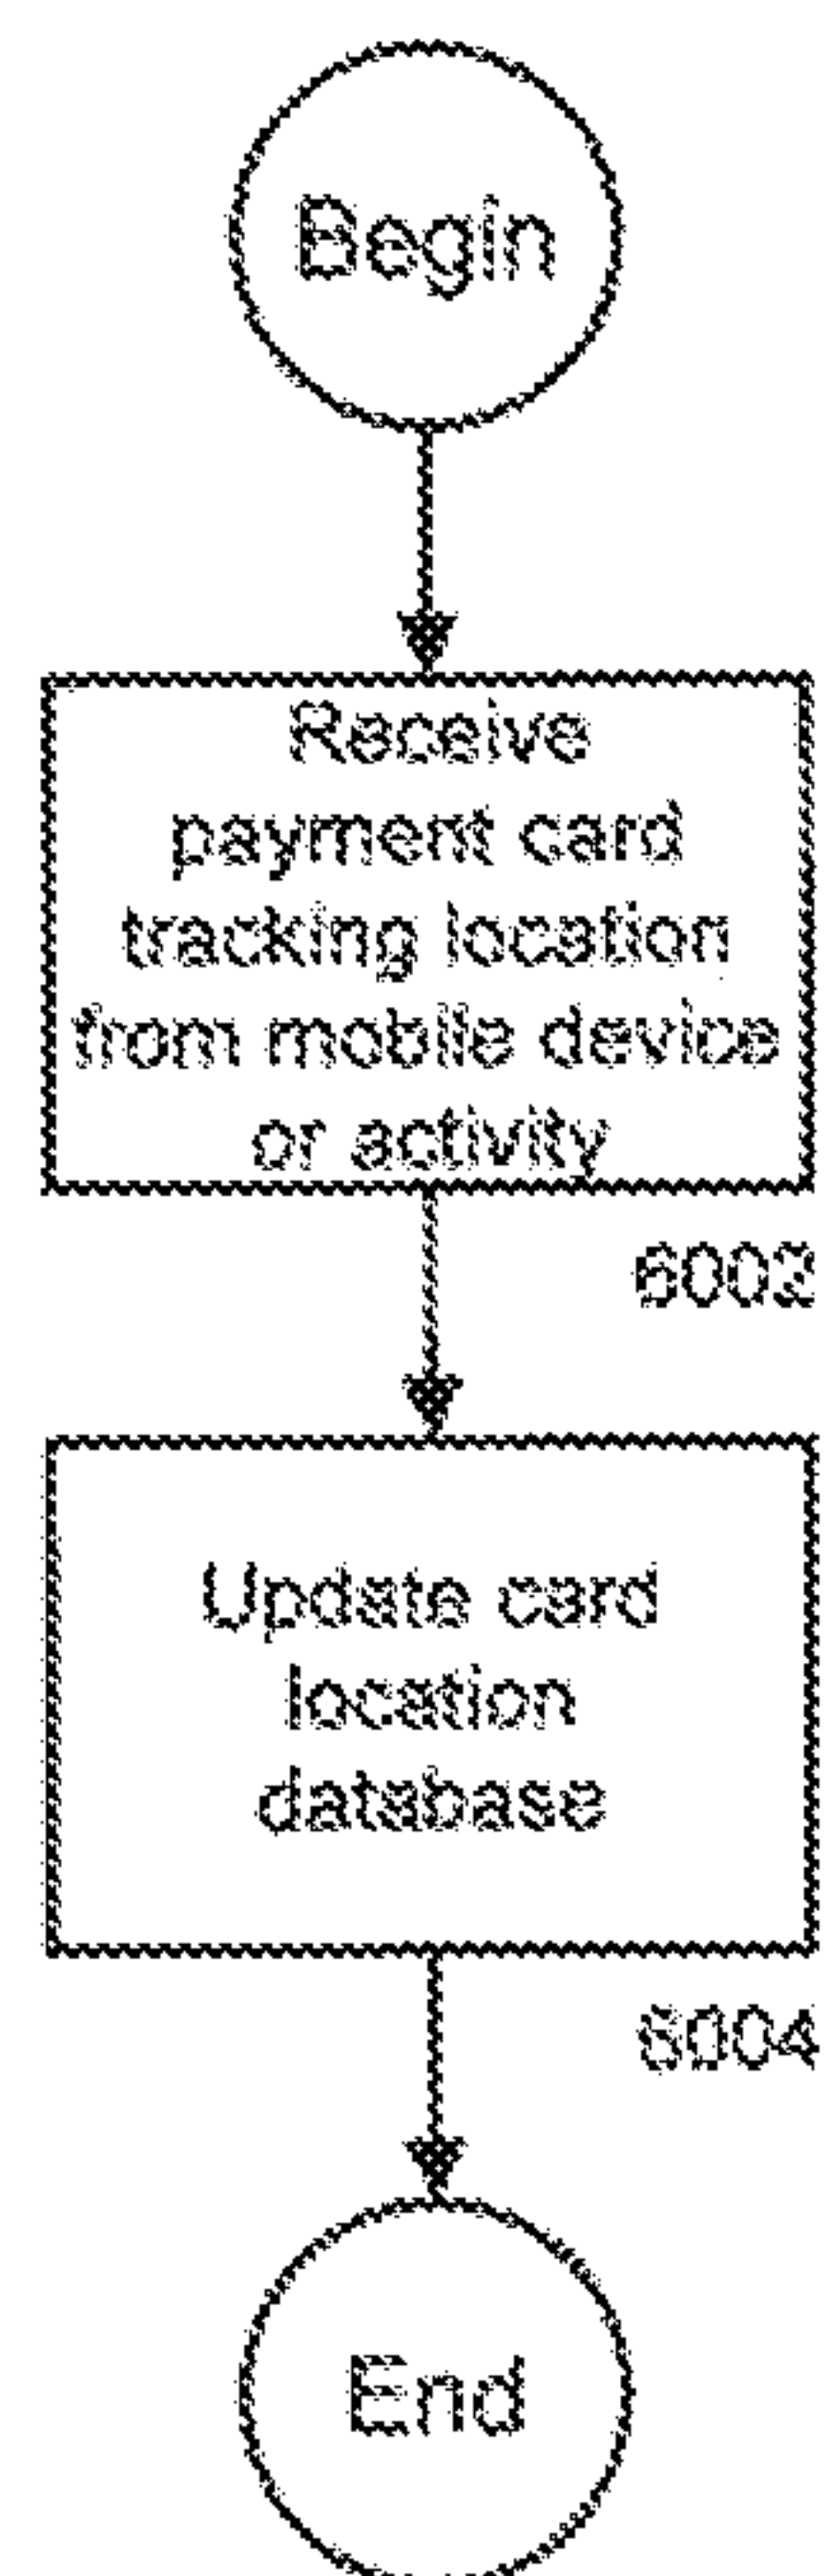 Begin
Receive
payment card
tracking location
from mobile device
or activity
6002
Update card
location
database
6004
End